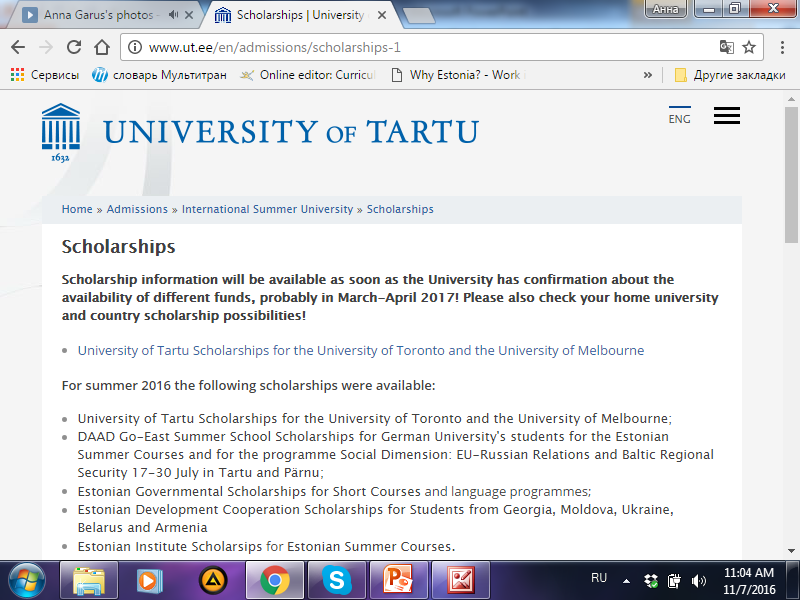 Anna Garus's photos -
Scholarships | University
Анна
www.ut.ee/en/admissions/scholarships-1
Сервисы
словарь Мультитран
Online editor: Curricul
Why Estonia? - Work
»
Другие закладки
UNIVERSITY OF TARTU
1632
ENG
Home » Admissions » International Summer University » Scholarships
Scholarships
Scholarship information will be available as soon as the University has confirmation about the
availability of different funds, probably in March-April 2017! Please also check your home university
and country scholarship possibilities!
University of Tartu Scholarships for the University of Toronto and the University of Melbourne
For summer 2016 the following scholarships were available:
University of Tartu Scholarships for the University of Toronto and the University of Melbourne;
DAAD Go-East Summer School Scholarships for German University's students for the Estonian
Summer Courses and for the programme Social Dimension: EU-Russian Relations and Baltic Regional
Security 17-30 July in Tartu and Pärnu;
Estonian Governmental Scholarships for Short Courses and language programmes;
Estonian Development Cooperation Scholarships for Students from Georgia, Moldova, Ukraine,
Belarus and Armenia
Estonian Institute Scholarsips for Estonian Summer Courses.
RU
11:04 AM
11/7/2016